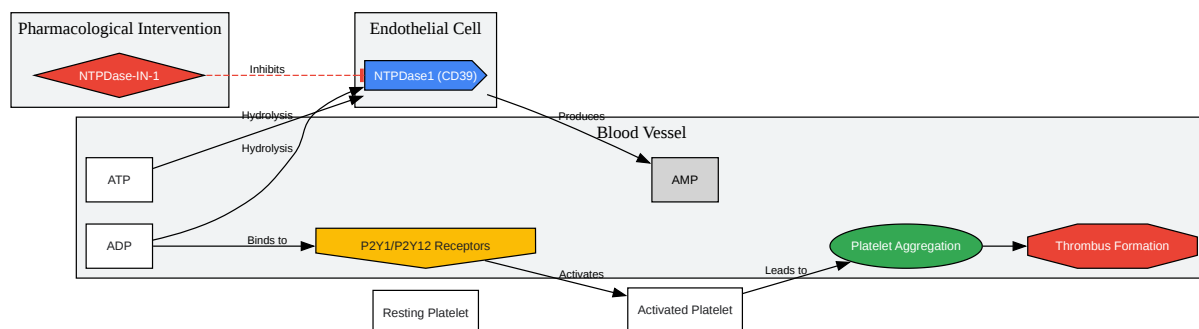 Pharmacological Intervention
Endothelial Cell
NTPDase-IN-1
Inhibits
NTPDase1 (CD39)
Hydrolysis
Produces
Blood Vessel
Hydrolysis
ATP
AMP
ADP
Binds to
P2Y1/P2Y12 Receptors
Platelet Aggregation
Thrombus Formation
Activates
Leads to
Resting Platelet
Activated Platelet